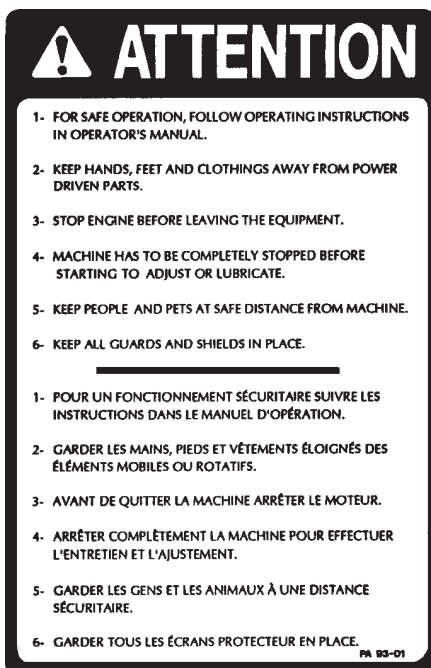 ATTENTION
1- FOR SAFE OPERATION, FOLLOW OPERATING INSTRUCTIONS
IN OPERATOR'S MANUAL.
2- KEEP HANDS, FEET AND CLOTHINGS AWAY FROM POWER
DRIVEN PARTS.
3- STOP ENGINE BEFORE LEAVING THE EQUIPMENT.
4- MACHINE HAS TO BE COMPLETELY STOPPED BEFORE
STARTING TO ADJUST OR LUBRICATE.
5- KEEP PEOPLE AND PETS AT SAFE DISTANCE FROM MACHINE.
6- KEEP ALL GUARDS AND SHIELDS IN PLACE.
1- POUR UN FONCTIONNEMENT SÉCURITAIRE SUIVRE LES
INSTRUCTIONS DANS LE MANUEL D'OPÉRATION.
2- GARDER LES MAINS, PIEDS ET VÊTEMENTS ÉLOIGNÉS DES
ÉLÉMENTS MOBILES OU ROTATIFS.
3- AVANT DE QUITTER LA MACHINE ARRÊTER LE MOTEUR.
4- ARRÊTER COMPLÈTEMENT LA MACHINE POUR EFFECTUER
L'ENTRETIEN ET L'AJUSTEMENT.
5- GARDER LES GENS ET LES ANIMAUX À UNE DISTANCE
SÉCURITAIRE.
6- GARDER TOUS LES ÉCRANS PROTECTEUR EN PLACE.
PA 93-01